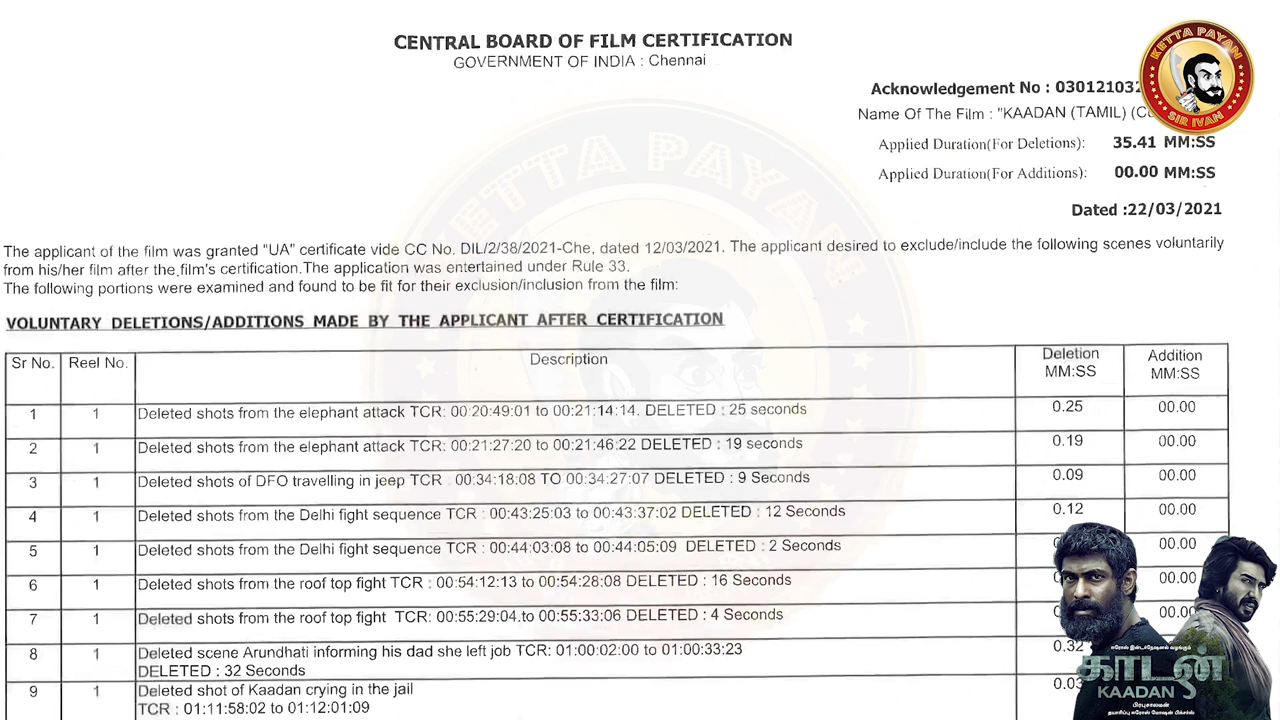 CENTRAL BOARD OF FILM CERTIFICATION
GOVERNMENT OF INDIA : Chennai
KETTA PAYAN
SIR IVAN
Acknowledgement No : 030121032
Name Of The Film : "KAADAN (TAMIL)
Applied Duration(For Deletions): 35.41 MM:SS
Applied Duration(For Additions): 00.00 MM:SS
Dated :22/03/2021
KETTA PAYAN
The applicant of the film was granted "UA" certificate vide CC No. DIL/2/38/2021-Che, dated 12/03/2021. The applicant desired to exclude/include the following scenes voluntarily
from his/her film after the film's certification.The application was entertained under Rule 33.
The following portions were examined and found to be fit for their exclusion/inclusion from the film:
VOLUNTARY DELETIONS/ADDITIONS MADE BY THE APPLICANT AFTER CERTIFICATION
Sr No. Reel No. Description Deletion MM:SS Addition MM:SS
1 1 Deleted shots from the elephant attack TCR: 00:20:49:01 to 00:21:14:14. DELETED : 25 seconds 0.25 00.00
2 1 Deleted shots from the elephant attack TCR: 00:21:27:20 to 00:21:46:22 DELETED : 19 seconds 0.19 00.00
3 1 Deleted shots of DFO travelling in jeep TCR : 00:34:18:08 TO 00:34:27:07 DELETED : 9 Seconds 0.09 00.00
4 1 Deleted shots from the Delhi fight sequence TCR : 00:43:25:03 to 00:43:37:02 DELETED : 12 Seconds 0.12 00.00
5 1 Deleted shots from the Delhi fight sequence TCR : 00:44:03:08 to 00:44:05:09 DELETED : 2 Seconds 00.00
6 1 Deleted shots from the roof top fight TCR : 00:54:12:13 to 00:54:28:08 DELETED : 16 Seconds 00.00
7 1 Deleted shots from the roof top fight TCR: 00:55:29:04.to 00:55:33:06 DELETED : 4 Seconds 00.00
8 1 Deleted scene Arundhati informing his dad she left job TCR: 01:00:02:00 to 01:00:33:23 0.32
DELETED : 32 Seconds
9 1 Deleted shot of Kaadan crying in the jail 0.03
TCR : 01:11:58:02 to 01:12:01:09
ஈரோஸ் இன்டர்நேஷனல் வழங்கும்
காடன்
KAADAN
பிரபுசாலமன்